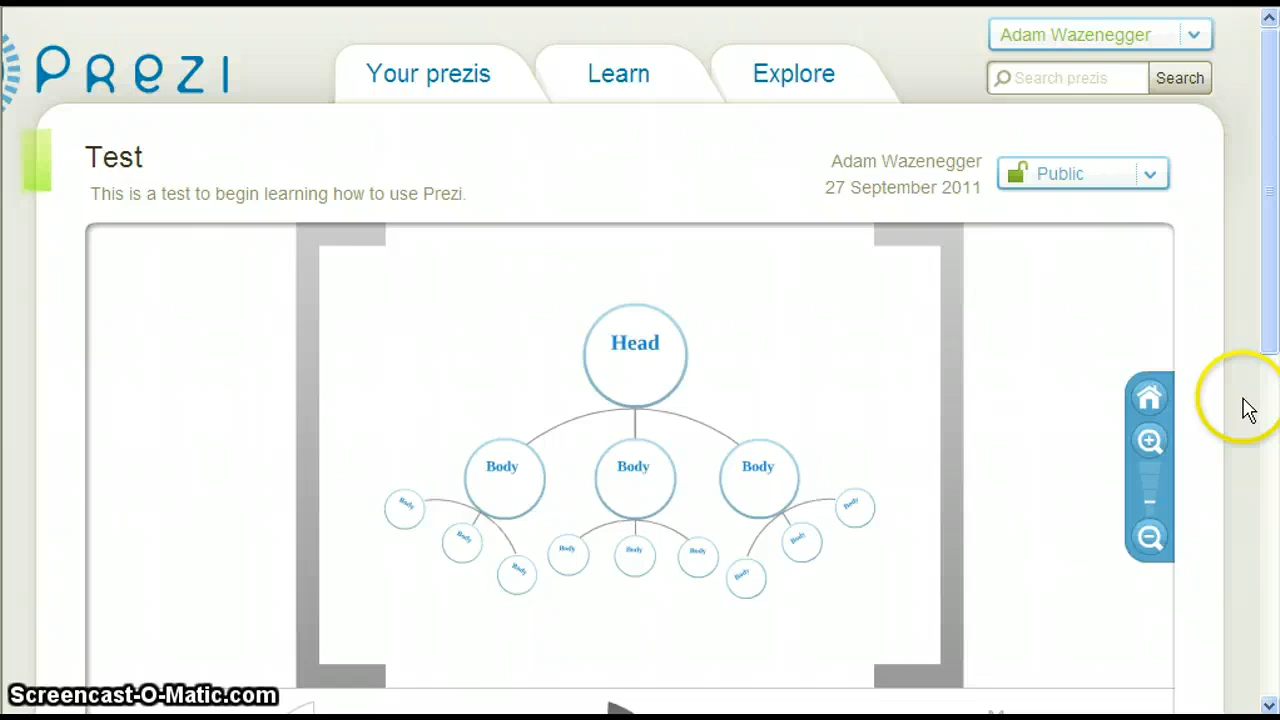 Prezi
Your prezis
Learn
Explore
Adam Wazenegger
Search prezis
Search
Test
This is a test to begin learning how to use Prezi.
Adam Wazenegger
27 September 2011
Public
Head
Body
Body
Body
Body
Body
Body
Body
Body
Body
Body
Body
Body
Screencast-O-Matic.com